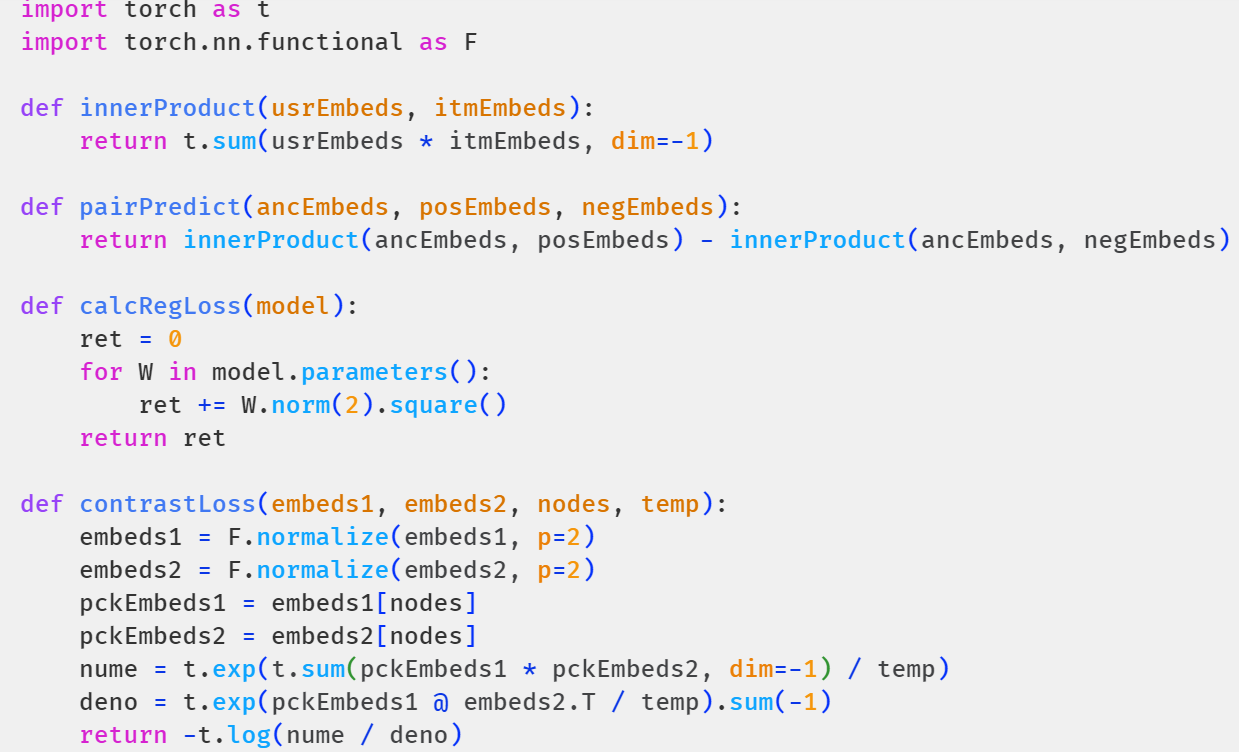 import torch as t
import torch.nn.functional as F
def innerProduct(usrEmbeds, itmEmbeds):
    return t.sum(usrEmbeds * itmEmbeds, dim=-1)
def pairPredict(ancEmbeds, posEmbeds, negEmbeds):
    return innerProduct(ancEmbeds, posEmbeds) - innerProduct(ancEmbeds, negEmbeds)
def calcRegLoss(model):
    ret = 0
    for W in model.parameters():
        ret += W.norm(2).square()
    return ret
def contrastLoss(embeds1, embeds2, nodes, temp):
    embeds1 = F.normalize(embeds1, p=2)
    embeds2 = F.normalize(embeds2, p=2)
    pckEmbeds1 = embeds1[nodes]
    pckEmbeds2 = embeds2[nodes]
    nume = t.exp(t.sum(pckEmbeds1 * pckEmbeds2, dim=-1) / temp)
    deno = t.exp(pckEmbeds1 @ embeds2.T / temp).sum(-1)
    return -t.log(nume / deno)